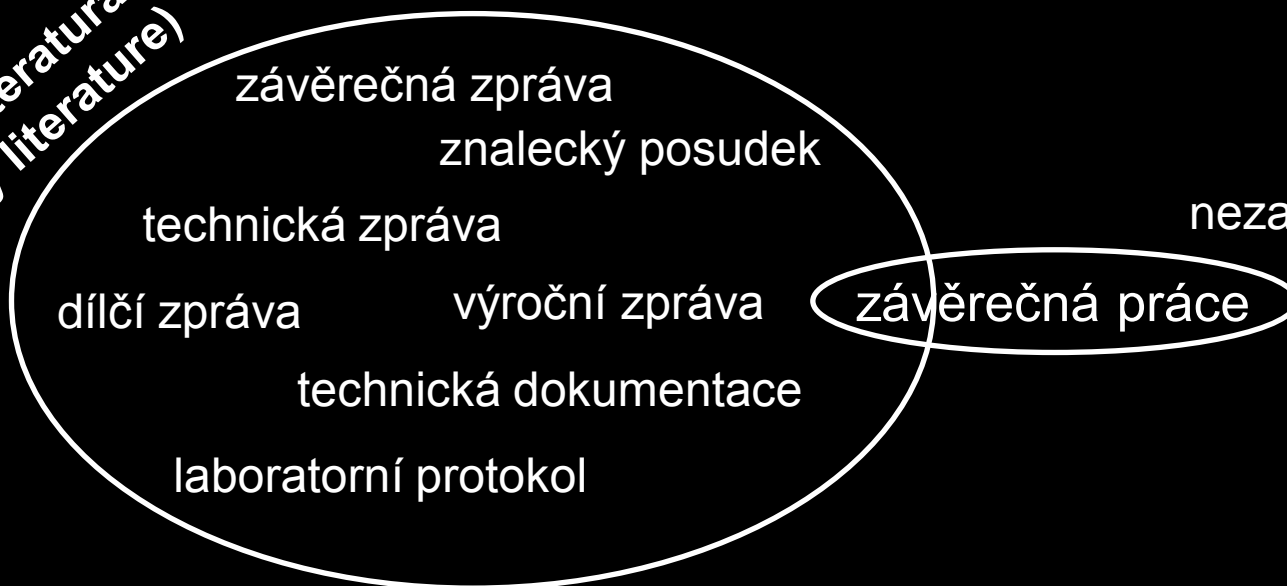 literature)
závěrečná zpráva
znalecký posudek
technická zpráva
dílčí zpráva
výroční zpráva
závěrečná práce
technická dokumentace
laboratorní protokol